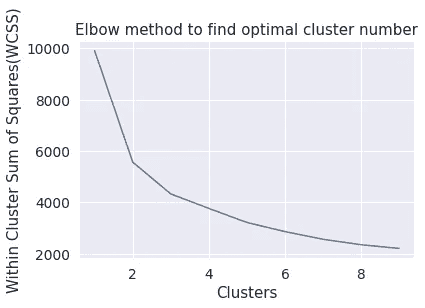 Elbow method to find optimal cluster number
Within Cluster Sum of Squares(WCSS)
10000
8000
6000
4000
2000
2 4 6 8
Clusters